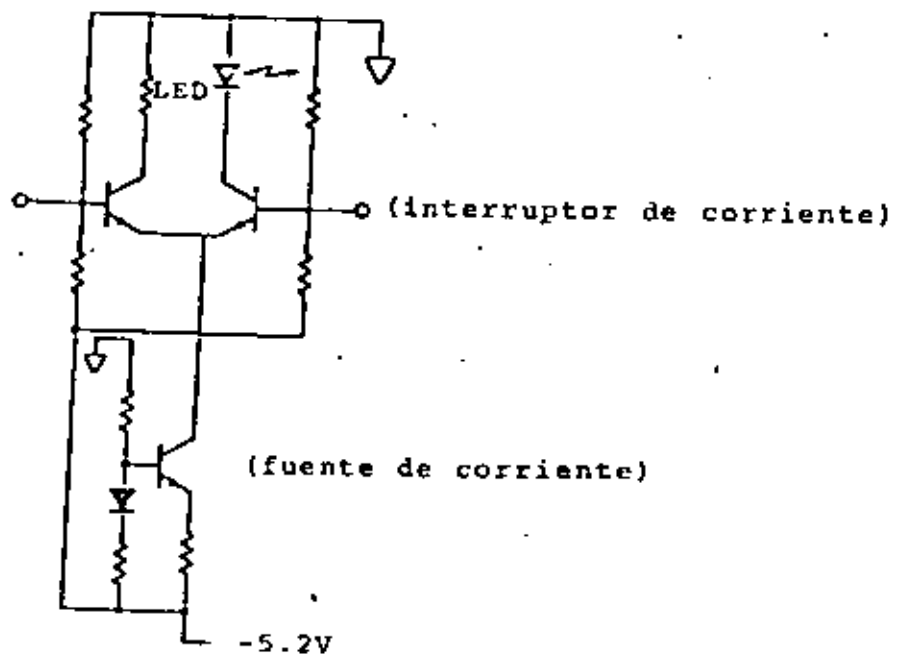 LED
(interruptor de corriente)
(fuente de corriente)
-5.2V